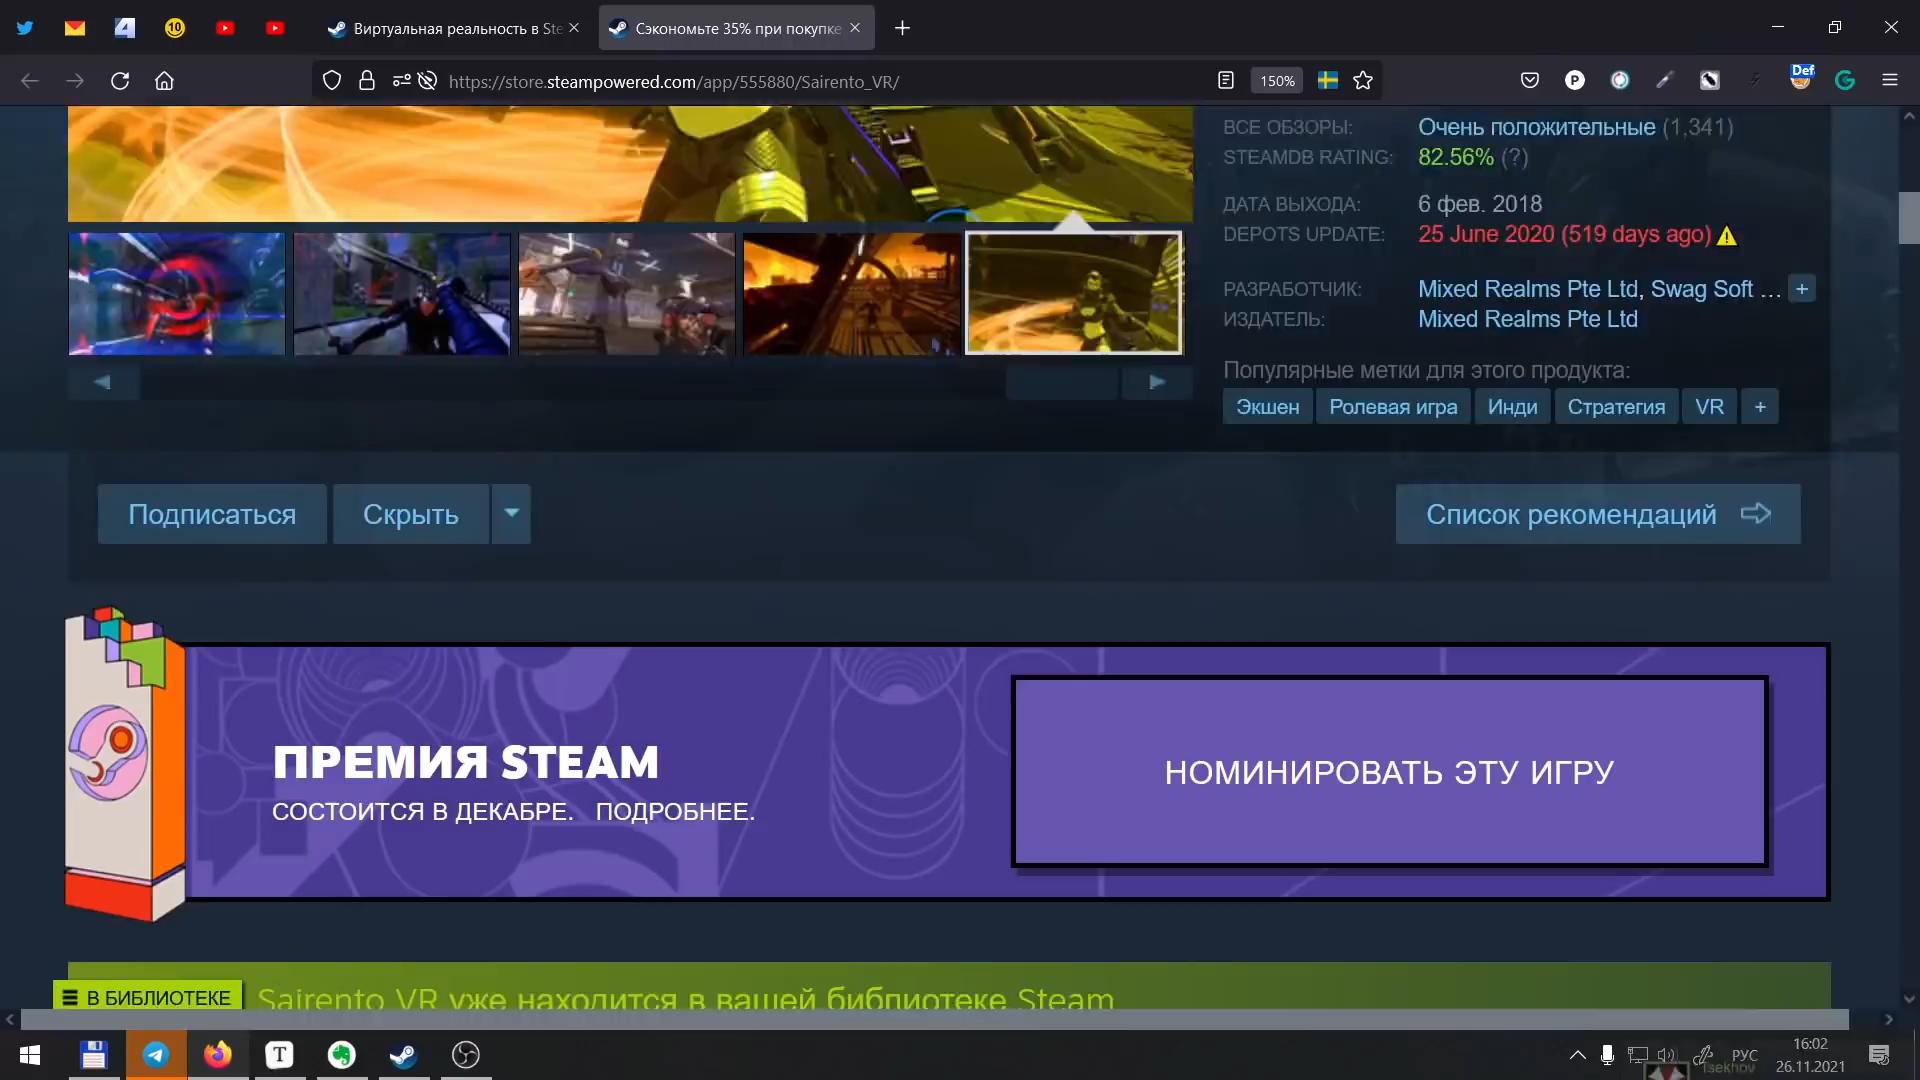 10
Виртуальная реальность в Ste
Сэкономьте 35% при покупке
https://store.steampowered.com/app/555880/Sairento_VR/
150%
Def
ВСЕ ОБЗОРЫ: Очень положительные (1,341)
STEAMDB RATING: 82.56% (?)
ДАТА ВЫХОДА: 6 фев. 2018
DEPOTS UPDATE: 25 June 2020 (519 days ago)
РАЗРАБОТЧИК: Mixed Realms Pte Ltd, Swag Soft ... +
ИЗДАТЕЛЬ: Mixed Realms Pte Ltd
Популярные метки для этого продукта:
Экшен Ролевая игра Инди Стратегия VR +
Подписаться Скрыть Список рекомендаций
ПРЕМИЯ STEAM
СОСТОИТСЯ В ДЕКАБРЕ. ПОДРОБНЕЕ.
НОМИНИРОВАТЬ ЭТУ ИГРУ
В БИБЛИОТЕКЕ
Sairento VR уже находится в вашей библиотеке Steam
РУС
16:02
26.11.2021
Tsekhov